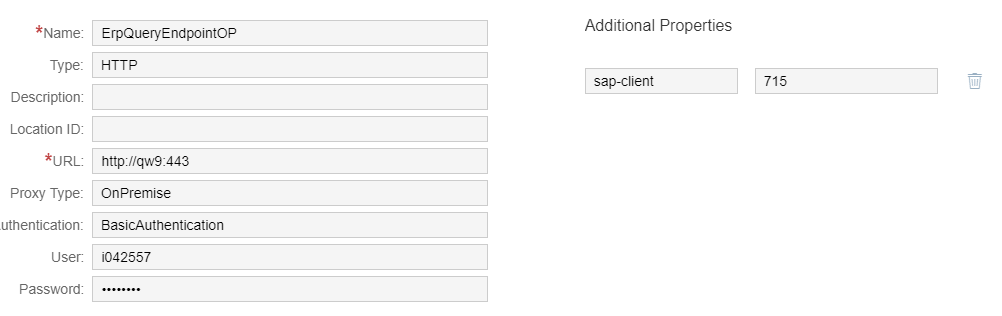 *Name: ErpQueryEndpointOP
Type: HTTP
Description:
Location ID:
*URL: http://qw9:443
Proxy Type: OnPremise
uthentication: BasicAuthentication
User: i042557
Password: ••••••••
Additional Properties
sap-client 715